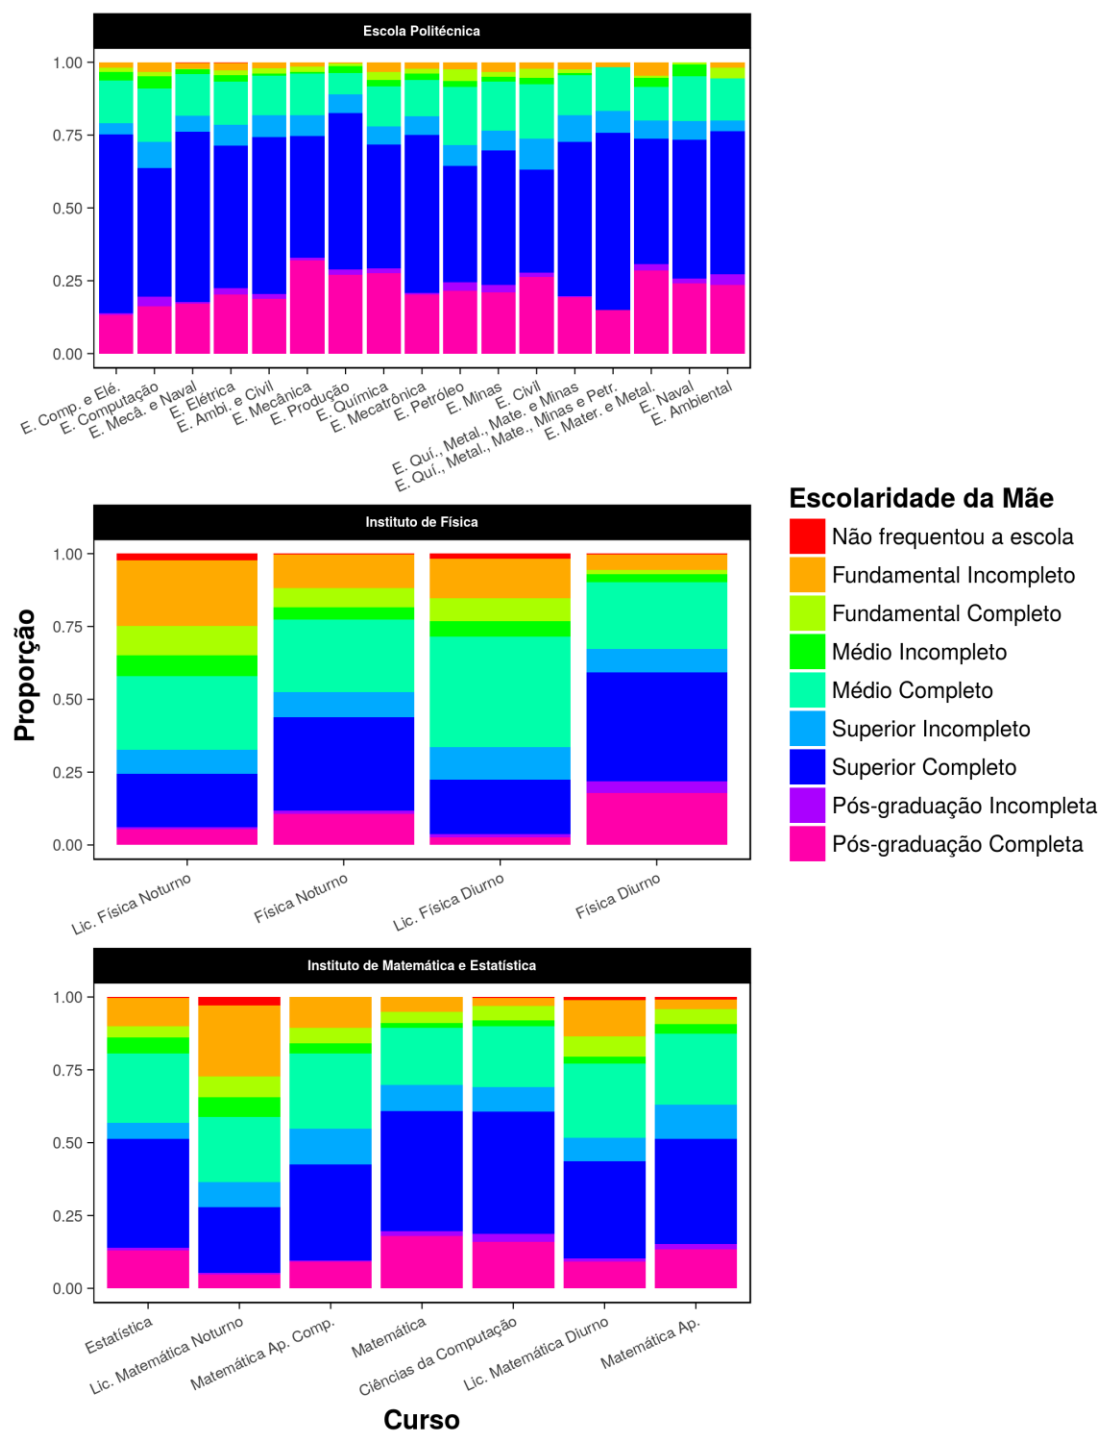 Escola Politécnica
1.00
0.75
0.50
0.25
0.00
E. Comp. e Elé.
E. Computação
E. Mecâ. e Naval
E. Elétrica
E. Ambi. e Civil
E. Mecânica
E. Produção
E. Química
E. Mecatrônica
E. Petróleo
E. Minas
E. Civil
E. Quí., Metal., Mate. e Minas
E. Quí., Metal., Mate., Minas e Petr.
E. Mater. e Metal.
E. Naval
E. Ambiental
Instituto de Física
1.00
0.75
0.50
0.25
0.00
Lic. Física Noturno
Física Noturno
Lic. Física Diurno
Física Diurno
Proporção
Escolaridade da Mãe
Não frequentou a escola
Fundamental Incompleto
Fundamental Completo
Médio Incompleto
Médio Completo
Superior Incompleto
Superior Completo
Pós-graduação Incompleta
Pós-graduação Completa
Instituto de Matemática e Estatística
1.00
0.75
0.50
0.25
0.00
Estatística
Lic. Matemática Noturno
Matemática Ap. Comp.
Matemática
Ciências da Computação
Lic. Matemática Diurno
Matemática Ap.
Curso